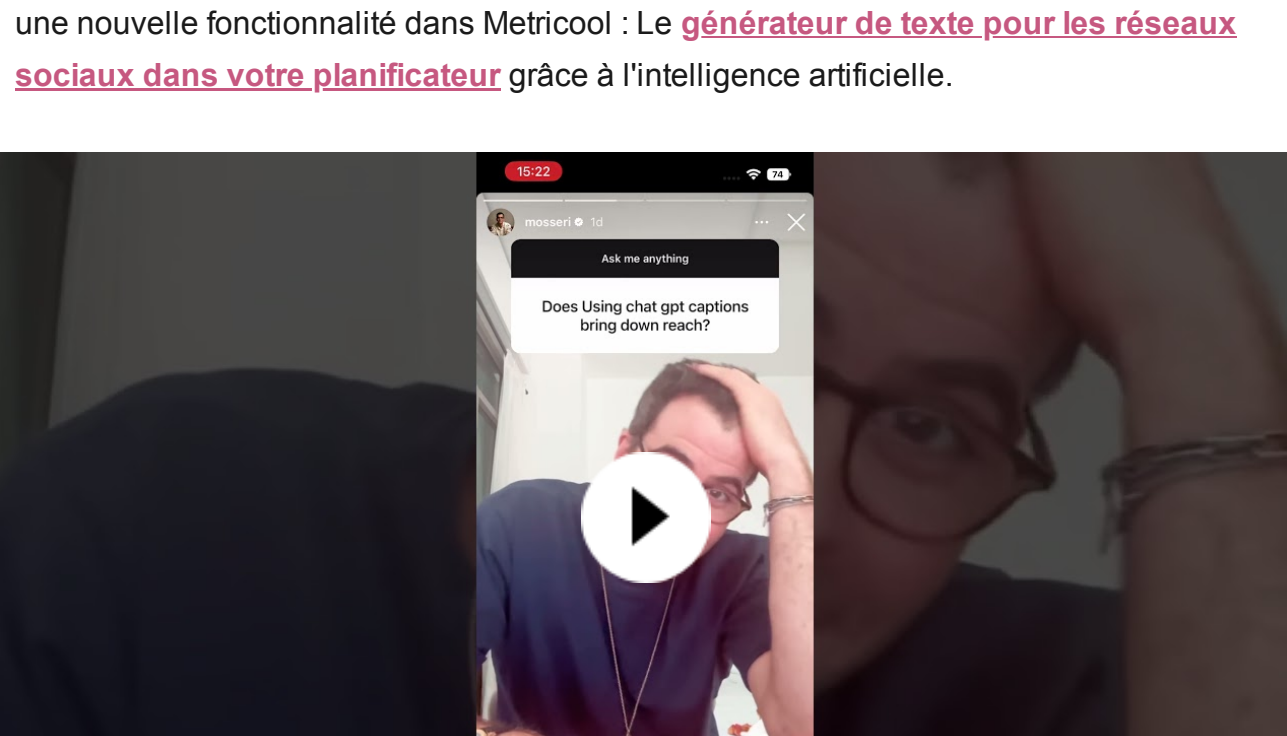 une nouvelle fonctionnalité dans Metricool : Le générateur de texte pour les réseaux
sociaux dans votre planificateur grâce à l'intelligence artificielle.
15:22
74
mosseri 1d
Ask me anything
Does Using chat gpt captions
bring down reach?